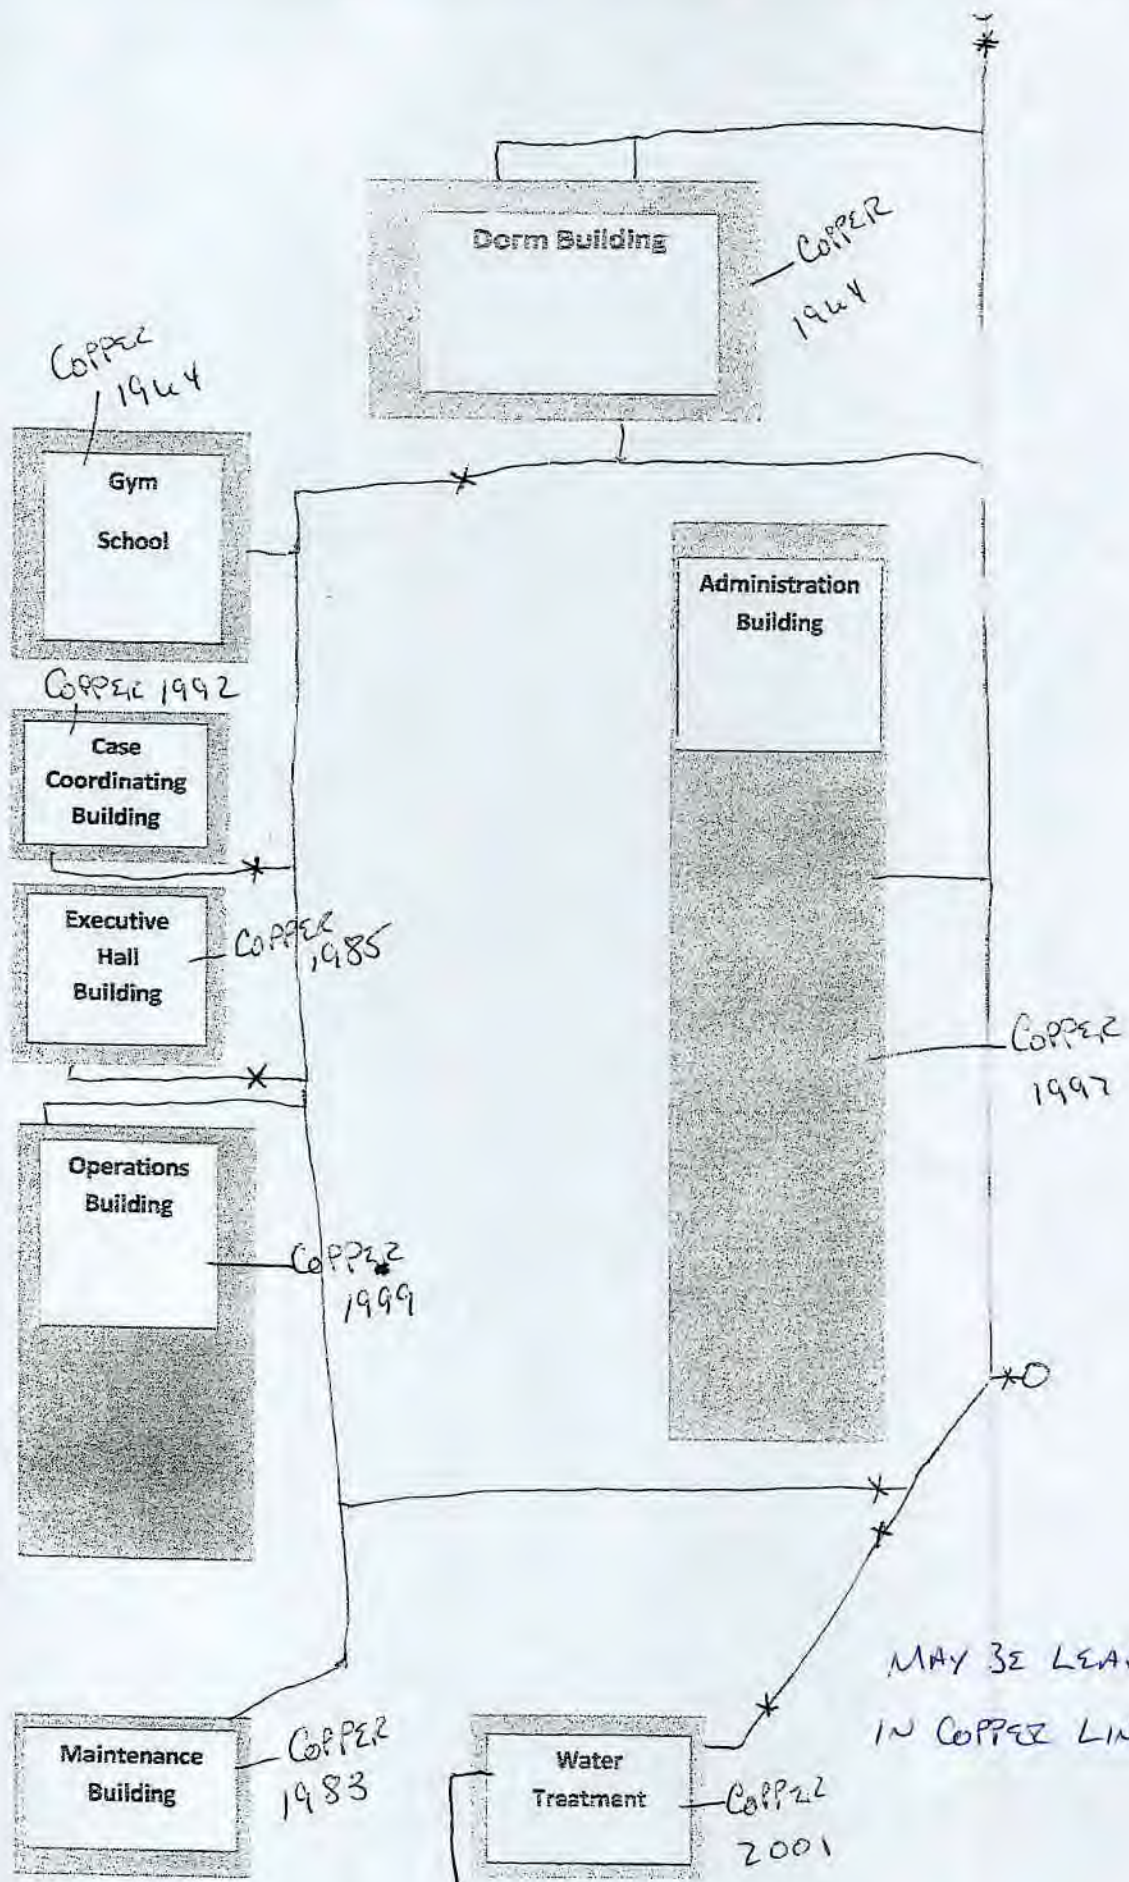 Dorm Building
COPPER
1964
COPPER
1964
Gym
School
Administration
Building
COPPER 1992
Case
Coordinating
Building
Executive
Hall
Building
COPPER
1985
COPPER
1997
Operations
Building
COPPER
1999
MAY BE LEA
IN COPPER LIN
Maintenance
Building
COPPER
1983
Water
Treatment
COPPER
2001